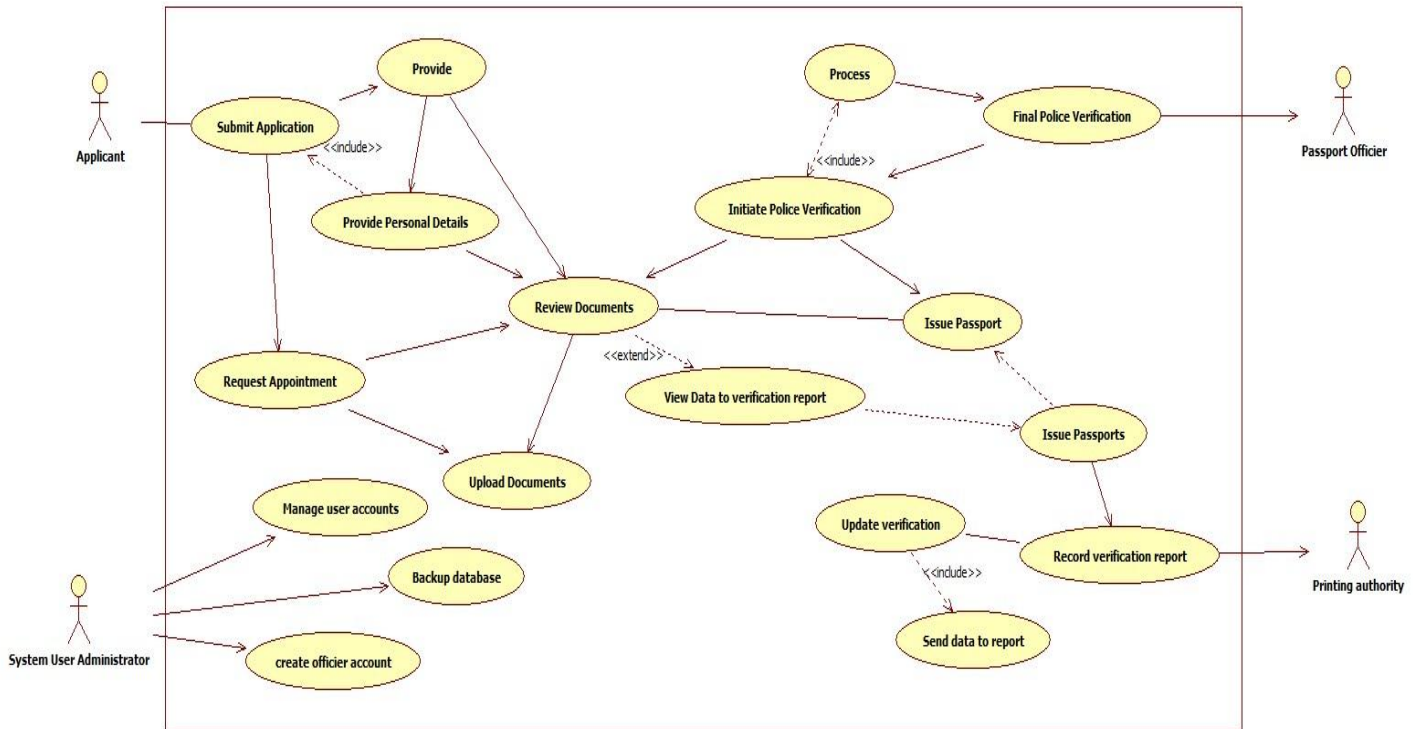 Provide
Process
Submit Application
Final Police Verification
<<include>>
Applicant
Passport Officier
<<include>>
Provide Personal Details
Initiate Police Verification
Review Documents
Issue Passport
<<extend>>
Request Appointment
View Data to verification report
Issue Passports
Upload Documents
Manage user accounts
Update verification
Record verification report
Backup database
<<include>>
Printing authority
Send data to report
System User Administrator
create officier account